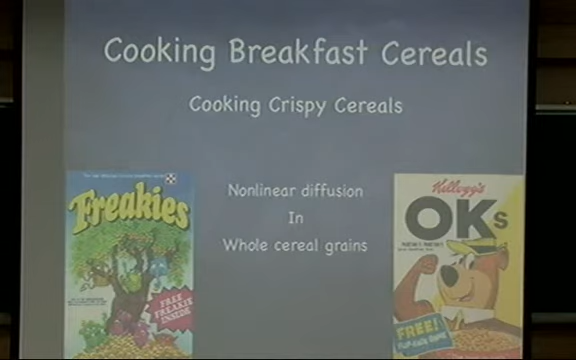 Cooking Breakfast Cereals
Cooking Crispy Cereals
Nonlinear diffusion
In
Whole cereal grains
Freakies
FREE
FREAKIE
INSIDE
Kellogg's
OKs
NEW! NEW!
FREE!